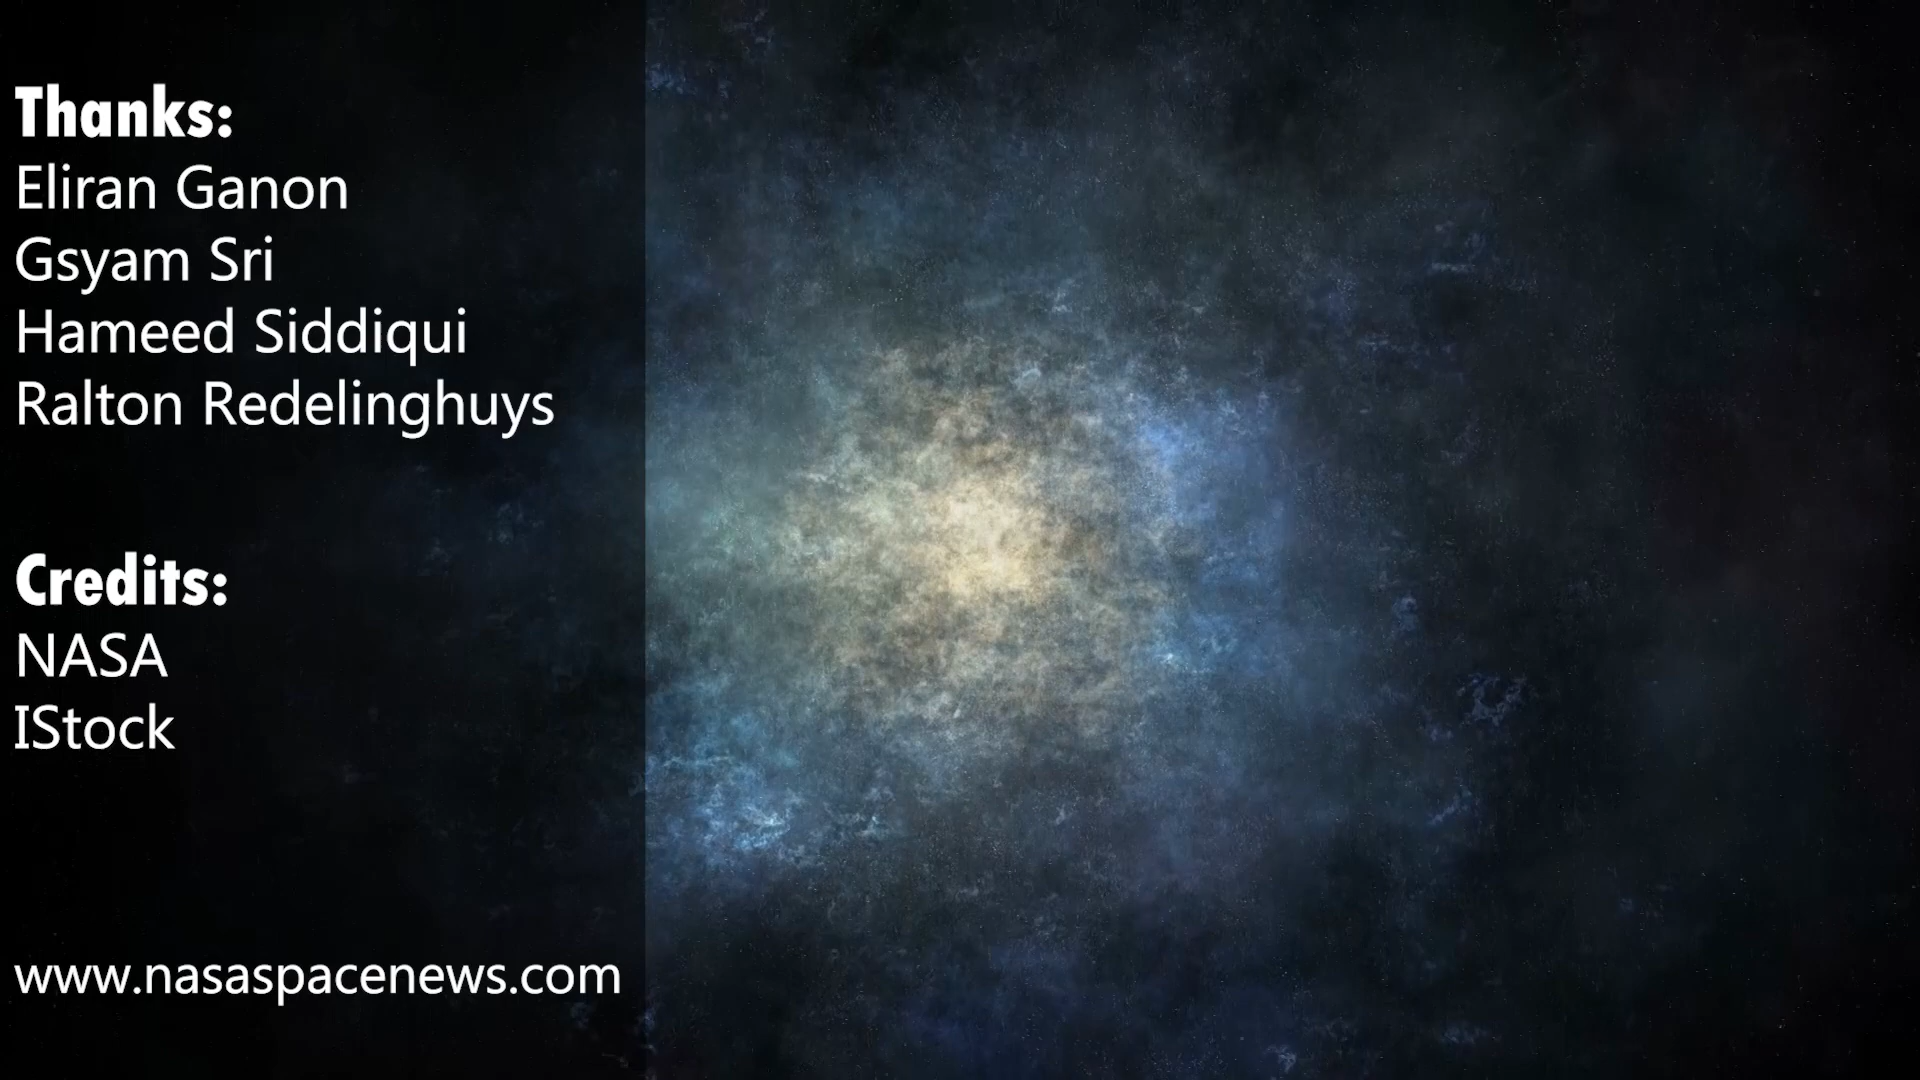 Thanks:
Eliran Ganon
Gsyam Sri
Hameed Siddiqui
Ralton Redelinghuys
Credits:
NASA
IStock
www.nasaspacenews.com